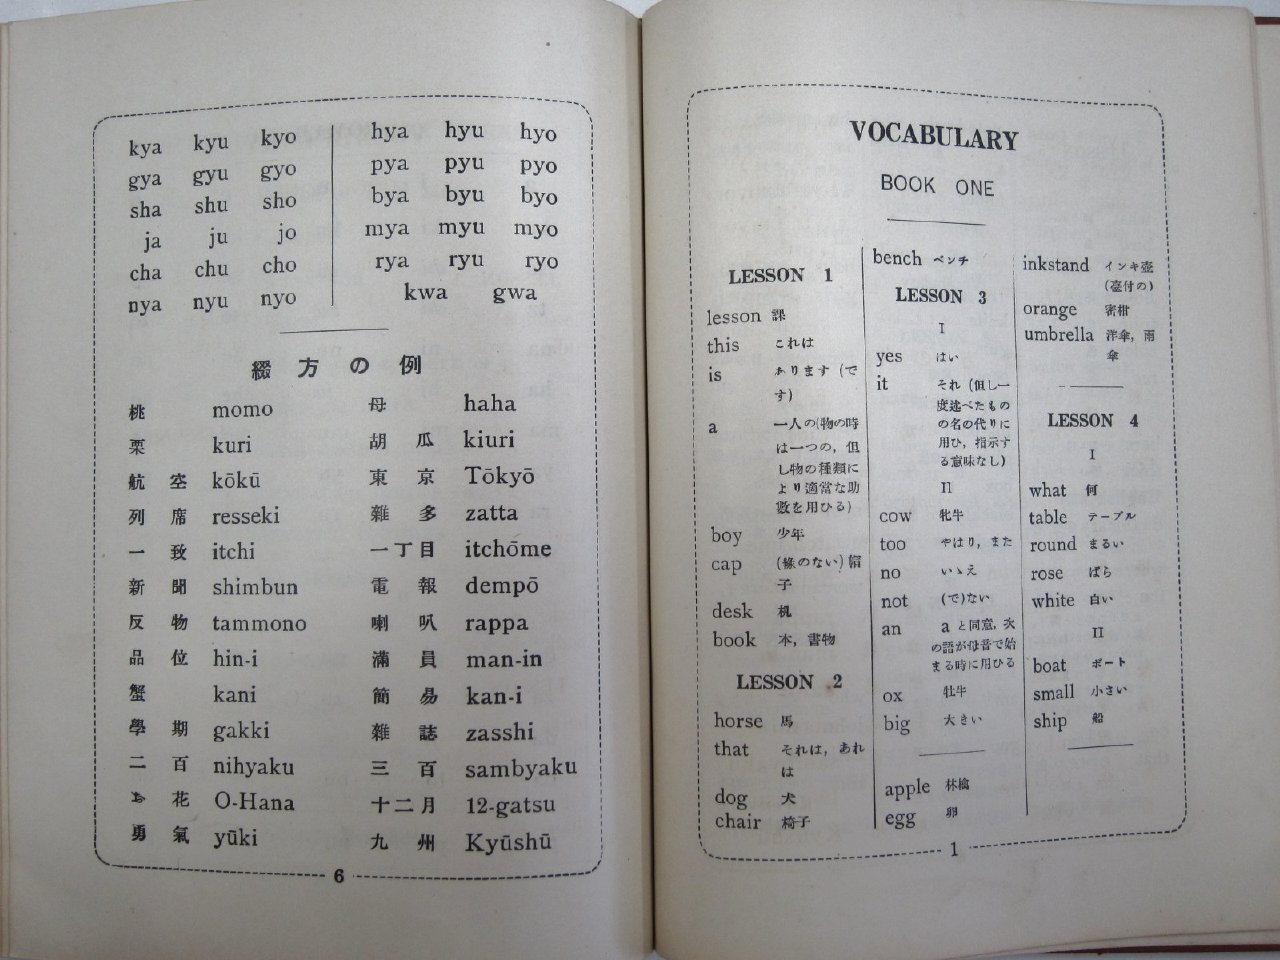 kya kyu kyo hya hyu hyo
gya gyu gyo pya pyu pyo
sha shu sho bya byu byo
ja ju jo mya myu myo
cha chu cho rya ryu ryo
nya nyu nyo kwa gwa
綴方の例
桃 momo 母 haha
栗 kuri 胡瓜 kiuri
航空 kōkū 東京 Tōkyō
列席 resseki 雜多 zatta
一致 itchi 一丁目 itchōme
新聞 shimbun 電報 dempō
反物 tammono 喇叭 rappa
品位 hin-i 滿員 man-in
蟹 kani 簡易 kan-i
學期 gakki 雜誌 zasshi
二百 nihyaku 三百 sambyaku
お花 O-Hana 十二月 12-gatsu
勇氣 yūki 九州 Kyūshū
6
VOCABULARY
BOOK ONE
LESSON 1
lesson 課
this これは
is あります (で
す)
a 一人の(物の時
は一つの，但
し物の種類に
より適當な助
數を用ひる)
boy 少年
cap (緣のない)帽
子
desk 机
book 本，書物
LESSON 2
horse 馬
that それは，あれ
は
dog 犬
chair 椅子
bench ベンチ
LESSON 3
I
yes はい
it それ (但し一
度述べたもの
の名の代りに
用ひ，指示す
る意味なし)
II
cow 牝牛
too やはり，また
no いゝえ
not (で)ない
an a と同意，次
の語が母音で始
まる時に用ひる
ox 牡牛
big 大きい
apple 林檎
egg 卵
inkstand インキ壺
(臺付の)
orange 密柑
umbrella 洋傘，雨
傘
LESSON 4
I
what 何
table テーブル
round まるい
rose ばら
white 白い
II
boat ボート
small 小さい
ship 船
1